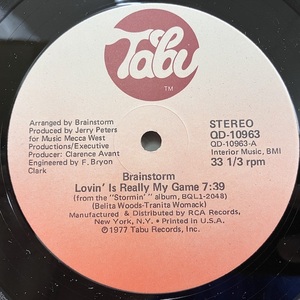 Tabu
TM
Arranged by Brainstorm
Produced by Jerry Peters
for Music Mecca West
Productions/Executive
Producer: Clarence Avant
Engineered by F. Bryon
Clark
STEREO
QD-10963
QD-10963-A
Interior Music, BMI
33 1/3 rpm
Brainstorm
Lovin' Is Really My Game 7:39
(from the "Stormin'" album, BQL1-2048)
(Belita Woods-Tranita Womack)
Manufactured & Distributed by RCA Records,
New York, N.Y. • Printed in U.S.A.
© 1977 Tabu Records, Inc.